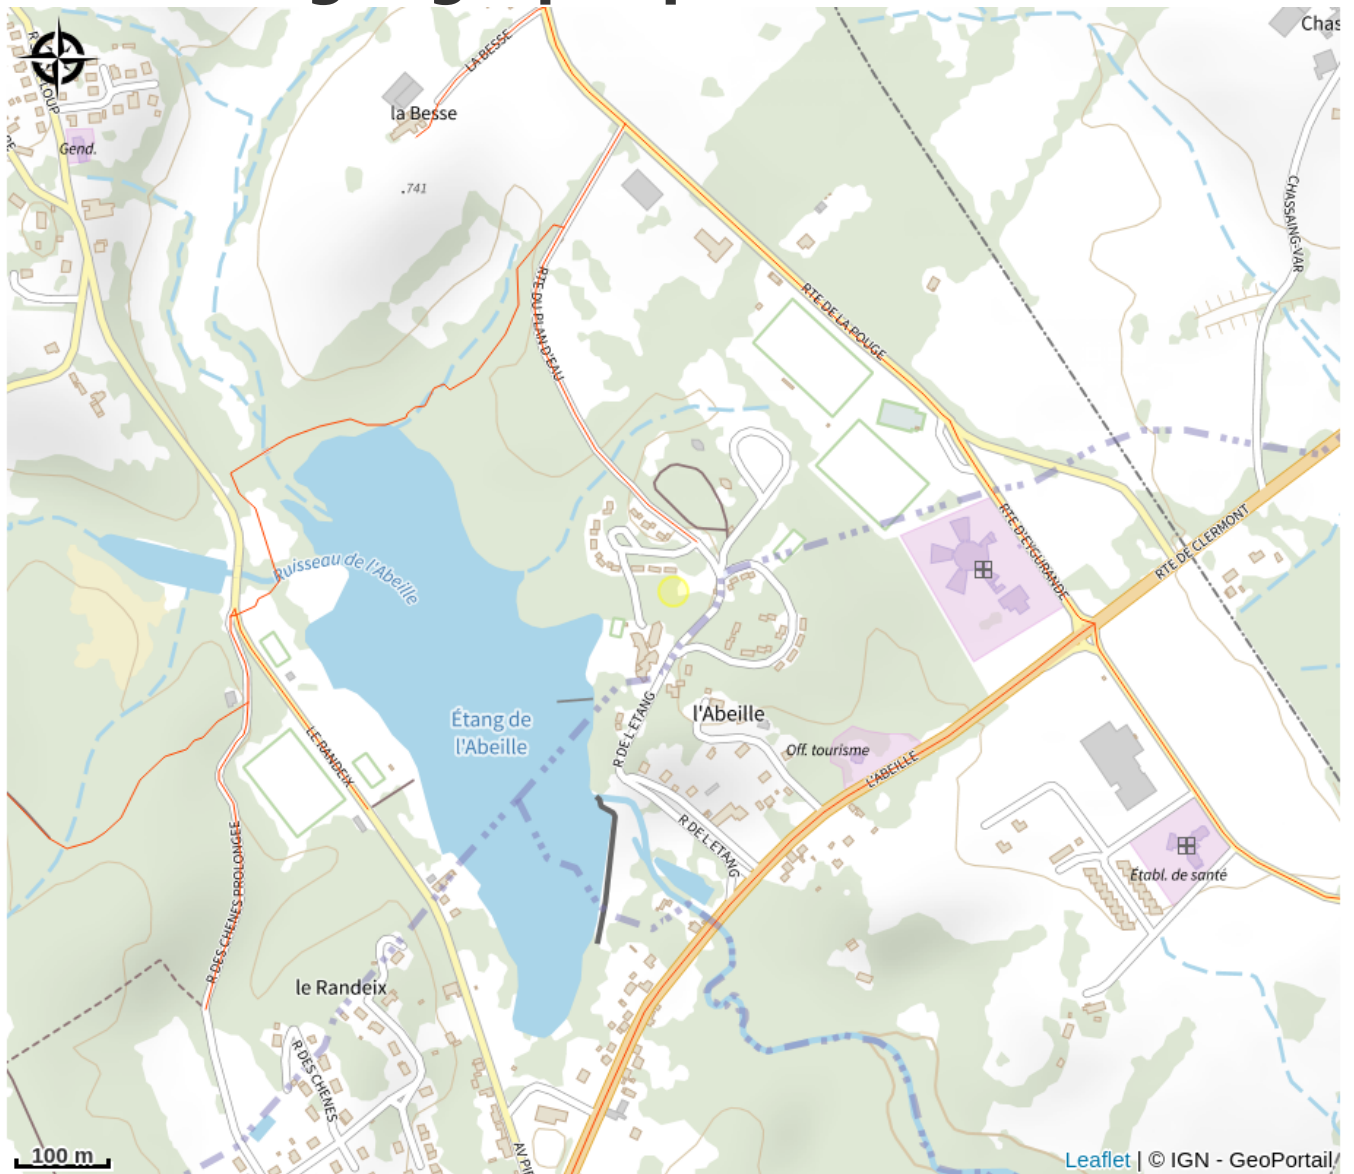 Chas
LA BESSE
la Besse
LOUP
Gend.
.741
CHASSAING-VAR
RTE DU PLAN D'EAU
RTE DE LA ROUGE
RTE D'EYGURANDE
RTE DE CLERMONT
Ruisseau de l'Abeille
Étang de
l'Abeille
R DE L ETANG
l'Abeille
Off. tourisme
L'ABEILLE
LE RANDEIX
R DE L ETANG
Établ. de santé
R DES CHENES PROLONGEE
le Randeix
R DES CHENES
100 m
Leaflet | © IGN - GeoPortail